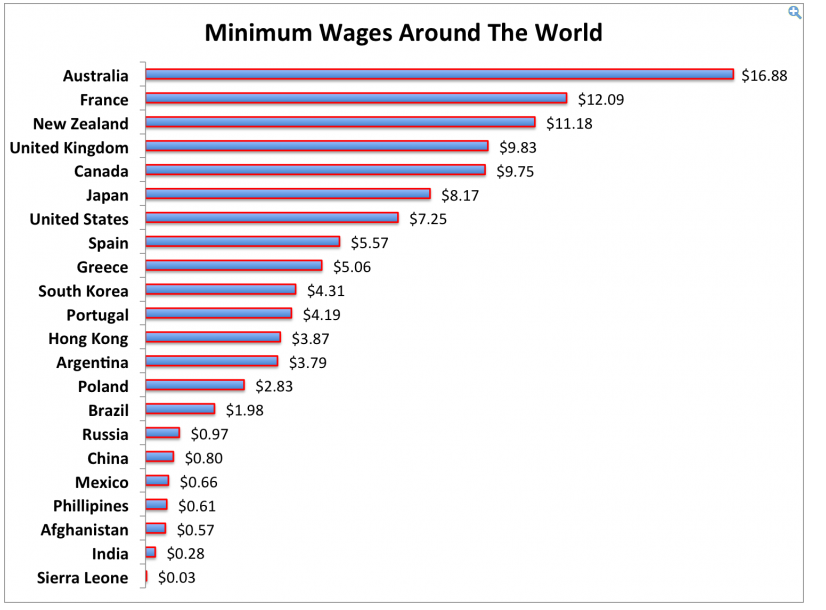 Minimum Wages Around The World
Australia $16.88
France $12.09
New Zealand $11.18
United Kingdom $9.83
Canada $9.75
Japan $8.17
United States $7.25
Spain $5.57
Greece $5.06
South Korea $4.31
Portugal $4.19
Hong Kong $3.87
Argentina $3.79
Poland $2.83
Brazil $1.98
Russia $0.97
China $0.80
Mexico $0.66
Phillipines $0.61
Afghanistan $0.57
India $0.28
Sierra Leone $0.03